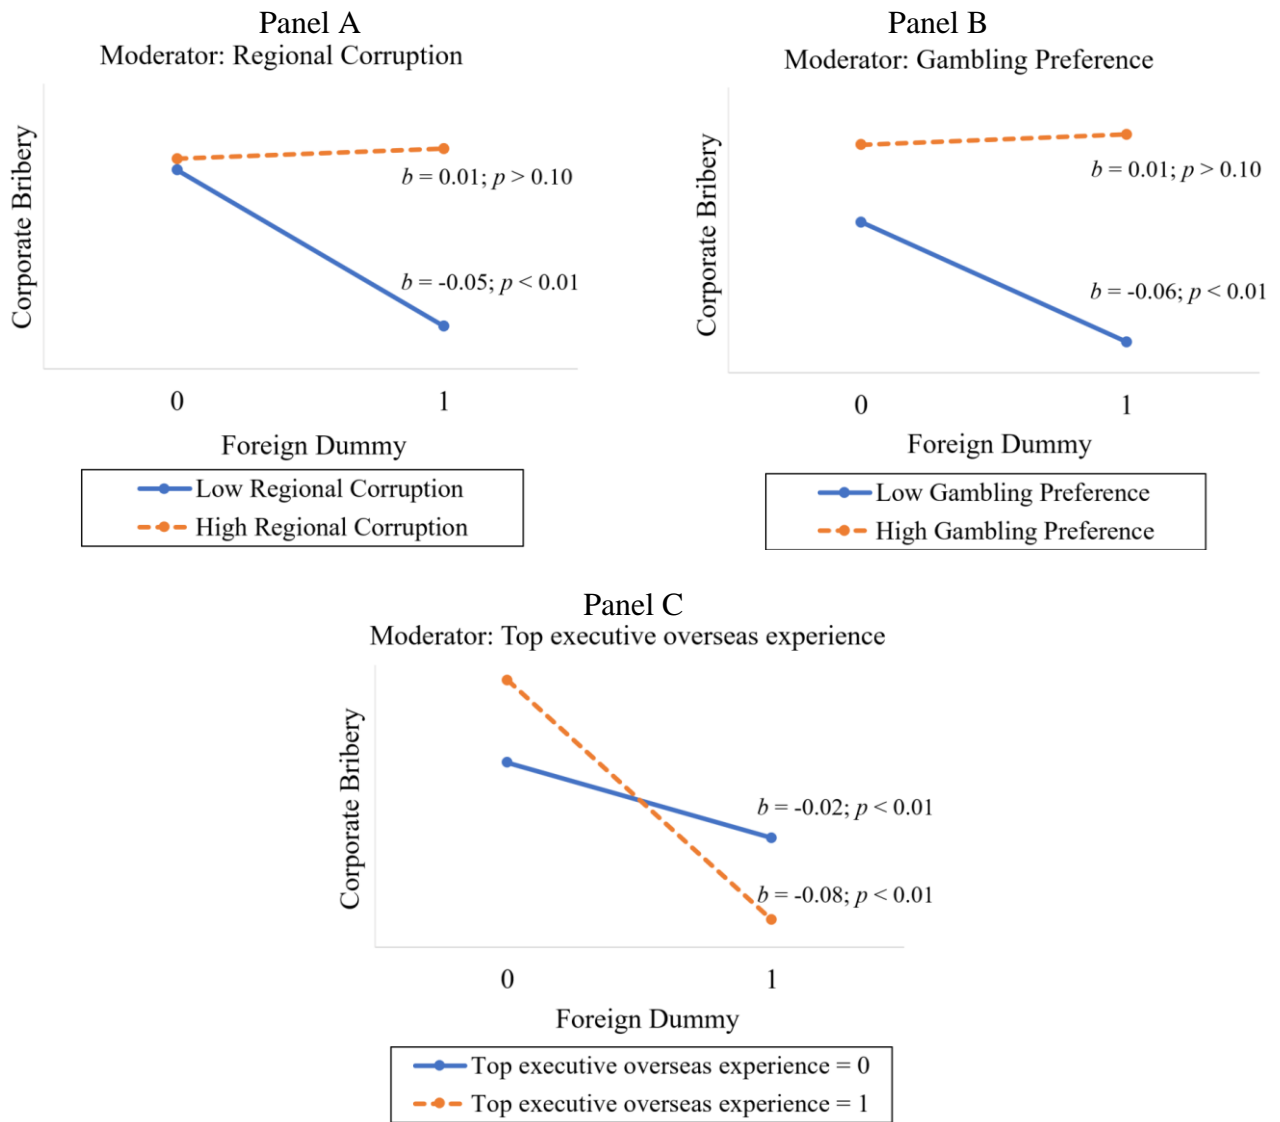 Panel A
Moderator: Regional Corruption
Corporate Bribery
b = 0.01; p > 0.10
b = -0.05; p < 0.01
0 1
Foreign Dummy
Low Regional Corruption
High Regional Corruption
Panel B
Moderator: Gambling Preference
Corporate Bribery
b = 0.01; p > 0.10
b = -0.06; p < 0.01
0 1
Foreign Dummy
Low Gambling Preference
High Gambling Preference
Panel C
Moderator: Top executive overseas experience
Corporate Bribery
b = -0.02; p < 0.01
b = -0.08; p < 0.01
0 1
Foreign Dummy
Top executive overseas experience = 0
Top executive overseas experience = 1